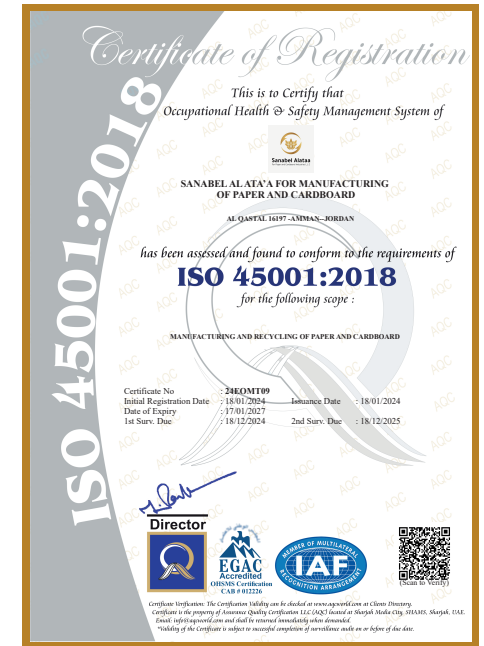 Certificate of Registration
ISO 45001:2018
This is to Certify that
Occupational Health & Safety Management System of
Sanabel Alataa
SANABEL AL ATA'A FOR MANUFACTURING
OF PAPER AND CARDBOARD
AL QASTAL 16197 -AMMAN--JORDAN
has been assessed and found to conform to the requirements of
ISO 45001:2018
for the following scope :
MANUFACTURING AND RECYCLING OF PAPER AND CARDBOARD
Certificate No : 24EOMT09
Initial Registration Date : 18/01/2024 Issuance Date : 18/01/2024
Date of Expiry : 17/01/2027
1st Surv. Due : 18/12/2024 2nd Surv. Due : 18/12/2025
Director
EGAC
Accredited
OHSMS Certification
CAB # 012226
MEMBER OF MULTILATERAL
IAF
RECOGNITION ARRANGEMENT
(Scan to Verify)
Certificate Verification: The Certification Validity can be checked at www.aqcworld.com at Clients Directory.
Certificate is the property of Assurance Quality Certification LLC (AQC) located at Sharjah Media City, SHAMS, Sharjah, UAE.
Email: info@aqcworld.com and shall be returned immediately when demanded.
*Validity of the Certificate is subject to successful completion of surveillance audit on or before of due date.